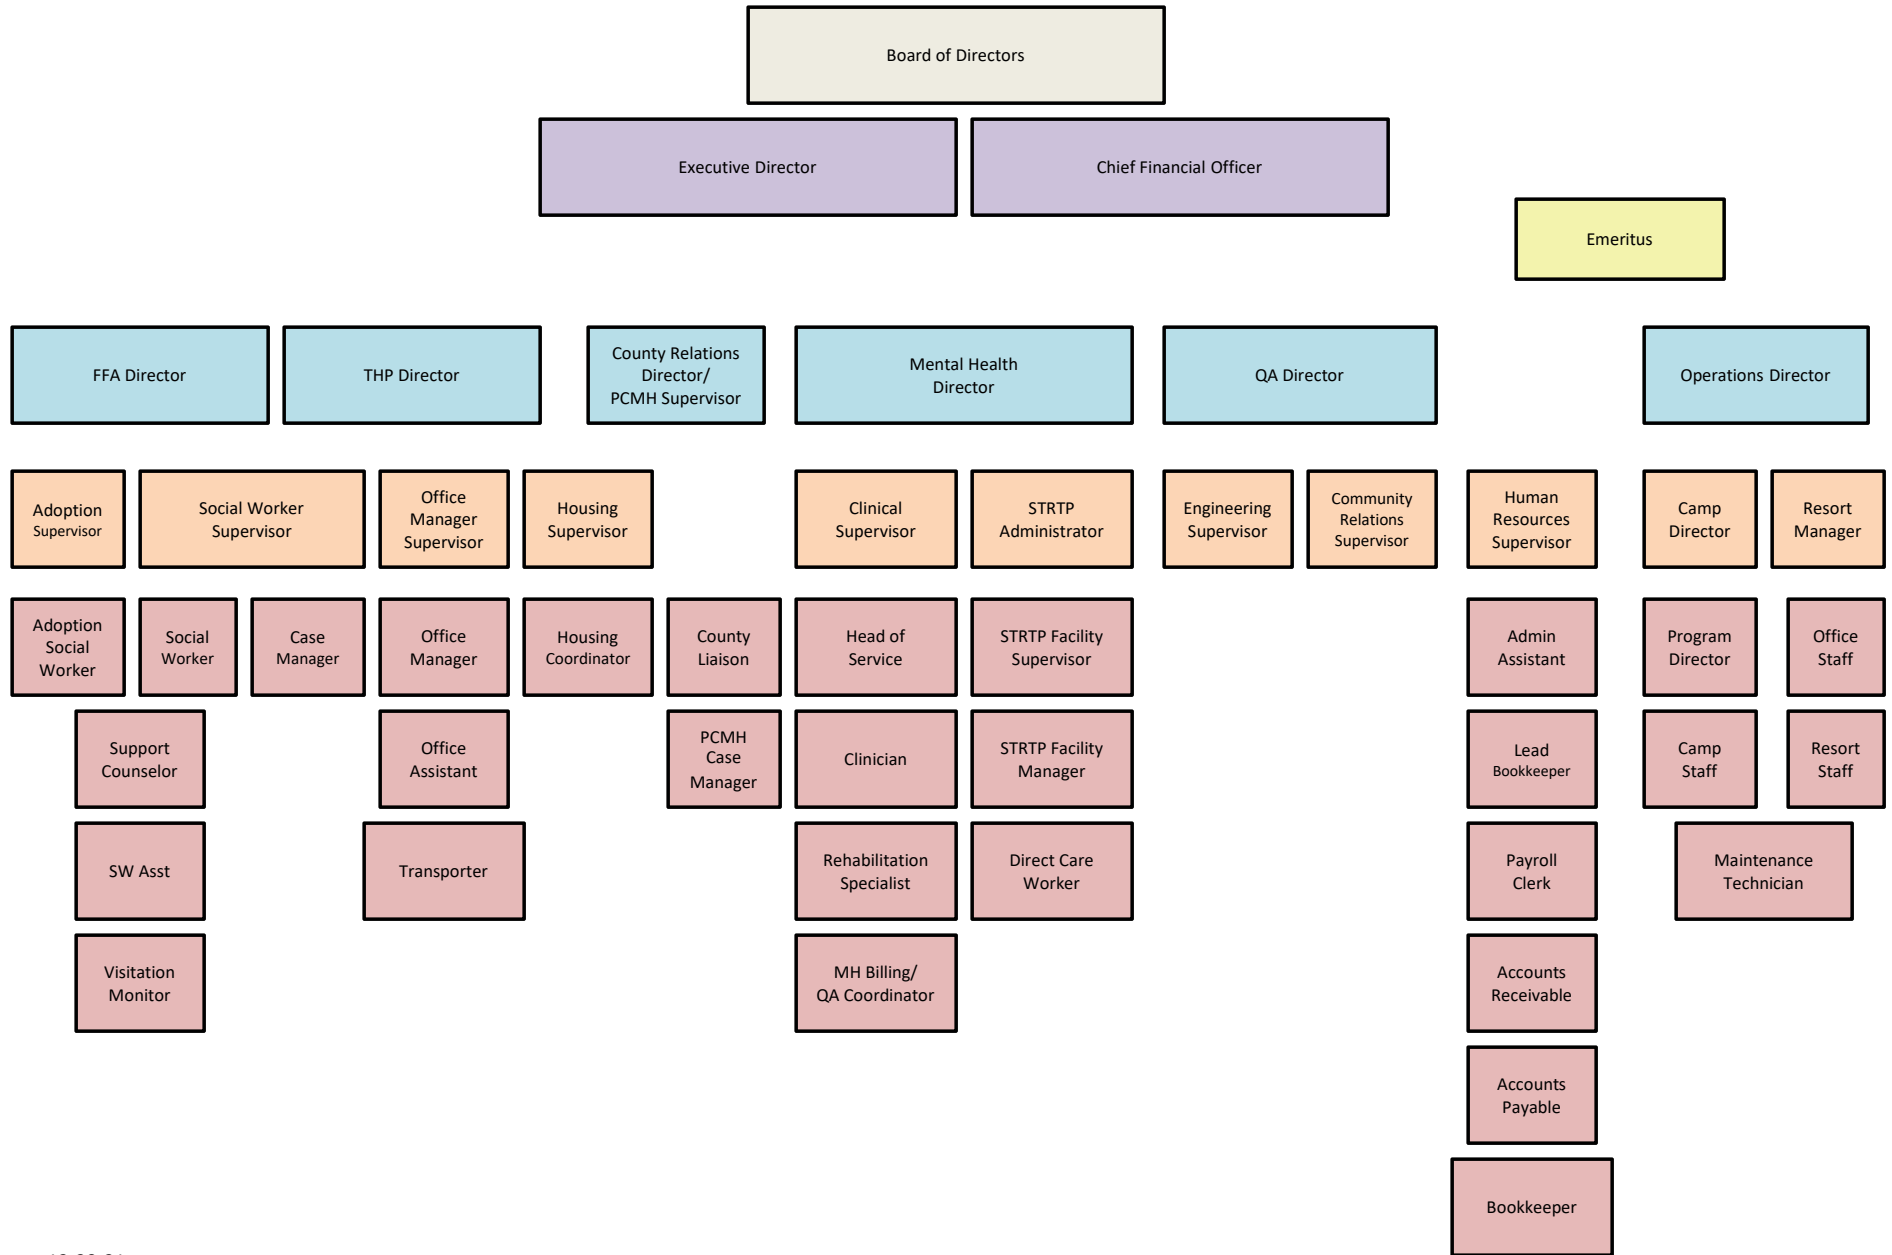 Board of Directors
Executive Director
Chief Financial Officer
Emeritus
FFA Director
THP Director
County Relations
Director/
PCMH Supervisor
Mental Health
Director
QA Director
Operations Director
Adoption
Supervisor
Social Worker
Supervisor
Office
Manager
Supervisor
Housing
Supervisor
Clinical
Supervisor
STRTP
Administrator
Engineering
Supervisor
Community
Relations
Supervisor
Human
Resources
Supervisor
Camp
Director
Resort
Manager
Adoption
Social
Worker
Social
Worker
Case
Manager
Office
Manager
Housing
Coordinator
County
Liaison
Head of
Service
STRTP Facility
Supervisor
Admin
Assistant
Program
Director
Office
Staff
Support
Counselor
Office
Assistant
PCMH
Case
Manager
Clinician
STRTP Facility
Manager
Lead
Bookkeeper
Camp
Staff
Resort
Staff
SW Asst
Transporter
Rehabilitation
Specialist
Direct Care
Worker
Payroll
Clerk
Maintenance
Technician
Visitation
Monitor
MH Billing/
QA Coordinator
Accounts
Receivable
Accounts
Payable
Bookkeeper